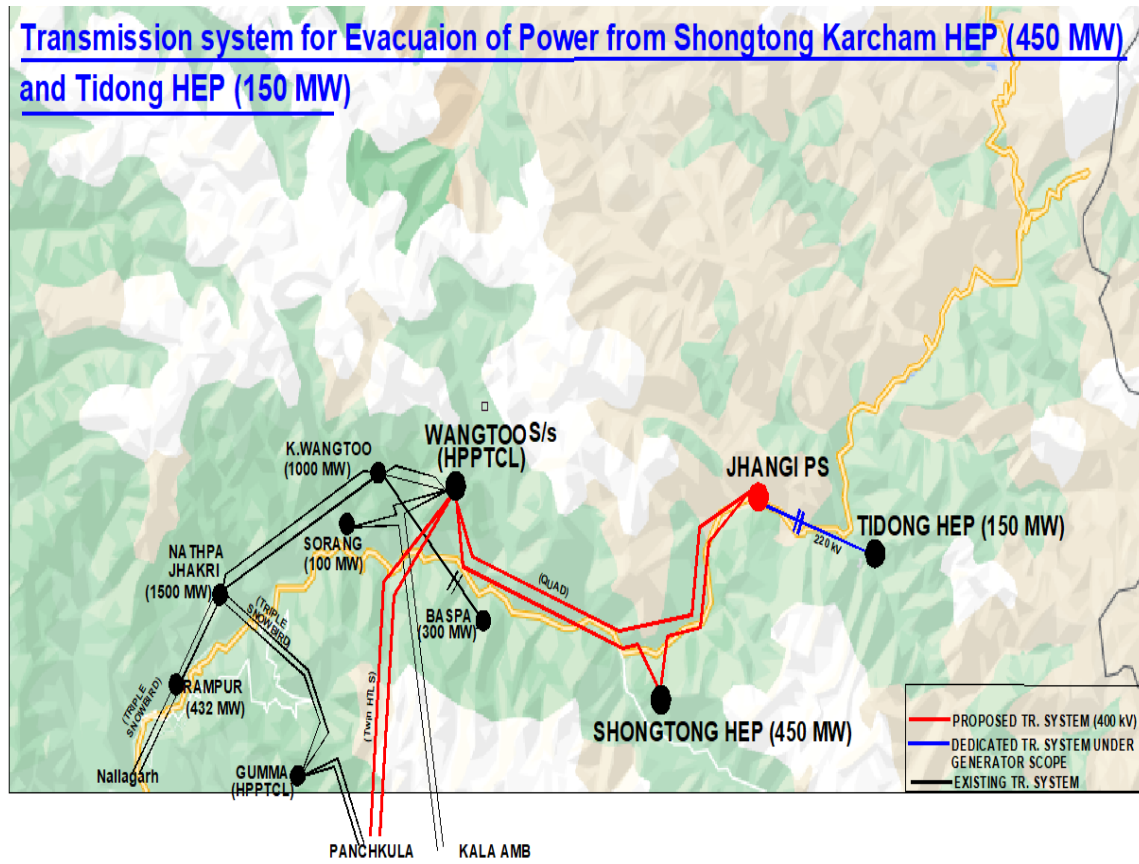 Transmission system for Evacuaion of Power from Shongtong Karcham HEP (450 MW)
and Tidong HEP (150 MW)
WANGTOO S/s
(HPPTCL)
K.WANGTOO
(1000 MW)
JHANGI PS
SORANG
(100 MW)
TIDONG HEP (150 MW)
220 kV
NATHPA
JHAKRI
(1500 MW)
(QUAD)
(TRIPLE
SNOWBIRD)
BASPA
(300 MW)
RAMPUR
(432 MW)
(TRIPLE
SNOWBIRD)
(Twin HTLS)
SHONGTONG HEP (450 MW)
Nallagarh
GUMMA
(HPPTCL)
PROPOSED TR. SYSTEM (400 kV)
DEDICATED TR. SYSTEM UNDER
GENERATOR SCOPE
EXISTING TR. SYSTEM
PANCHKULA
KALA AMB